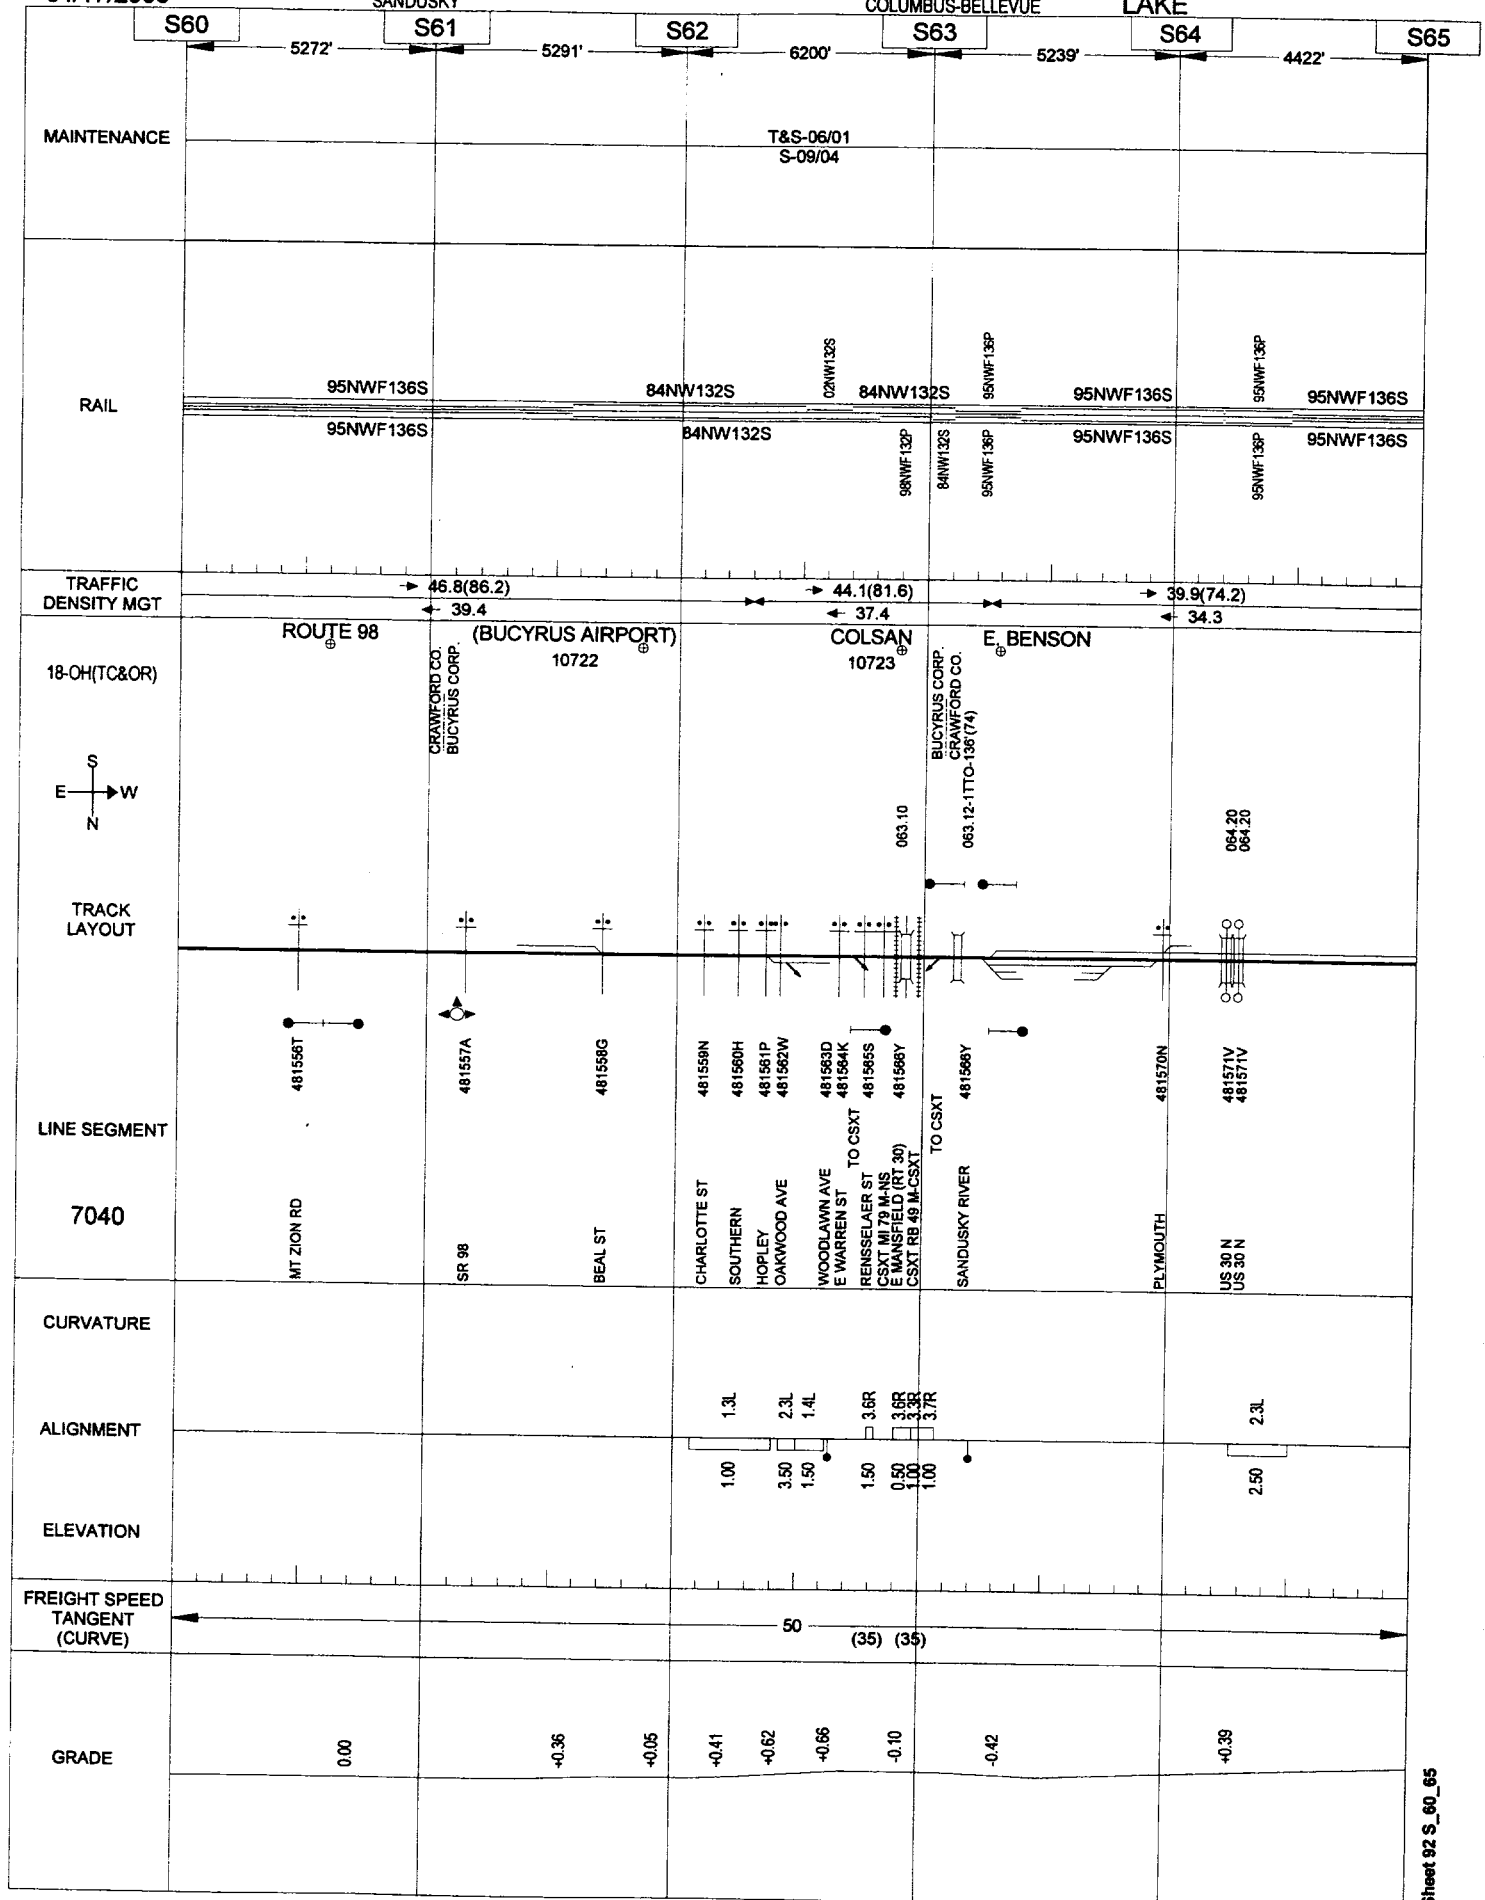 SANDUSKY
COLUMBUS-BELLEVUE
LAKE
S60 S61 S62 S63 S64 S65
5272' 5291' 6200' 5239' 4422'
MAINTENANCE
T&S-06/01
S-09/04
RAIL
95NWF136S 84NW132S 02NW132S 84NW132S 95NWF136P 95NWF136S 95NWF136P 95NWF136S
95NWF136S 84NW132S 98NWF132P 84NW132S 95NWF136P 95NWF136S 95NWF136P 95NWF136S
TRAFFIC
DENSITY MGT
46.8(86.2) 44.1(81.6) 39.9(74.2)
39.4 37.4 34.3
ROUTE 98 (BUCYRUS AIRPORT) COLSAN E. BENSON
10722 10723
18-OH(TC&OR)
CRAWFORD CO.
BUCYRUS CORP.
BUCYRUS CORP.
CRAWFORD CO.
S
E W
N
063.10
063.12-1TTO-136'(74)
064.20
064.20
TRACK
LAYOUT
481556T
481557A
481558G
481559N
481560H
481561P
481562W
481563D
481564K
481565S
481566Y
481566Y
481570N
481571V
481571V
LINE SEGMENT
7040
MT ZION RD
SR 98
BEAL ST
CHARLOTTE ST
SOUTHERN
HOPLEY
OAKWOOD AVE
WOODLAWN AVE
E WARREN ST
TO CSXT
RENSSELAER ST
CSXT MI 79 M-NS
E MANSFIELD (RT 30)
CSXT RB 49 M-CSXT
TO CSXT
SANDUSKY RIVER
PLYMOUTH
US 30 N
US 30 N
CURVATURE
1.3L 2.3L 1.4L 3.6R 3.6R 3.3R 3.7R 2.3L
ALIGNMENT
1.00 3.50 1.50 1.50 0.50 1.00 1.00 2.50
ELEVATION
FREIGHT SPEED
TANGENT
(CURVE)
50
(35) (35)
GRADE
0.00 +0.36 +0.05 +0.41 +0.62 +0.66 -0.10 -0.42 +0.39
Sheet 92 S_60_65